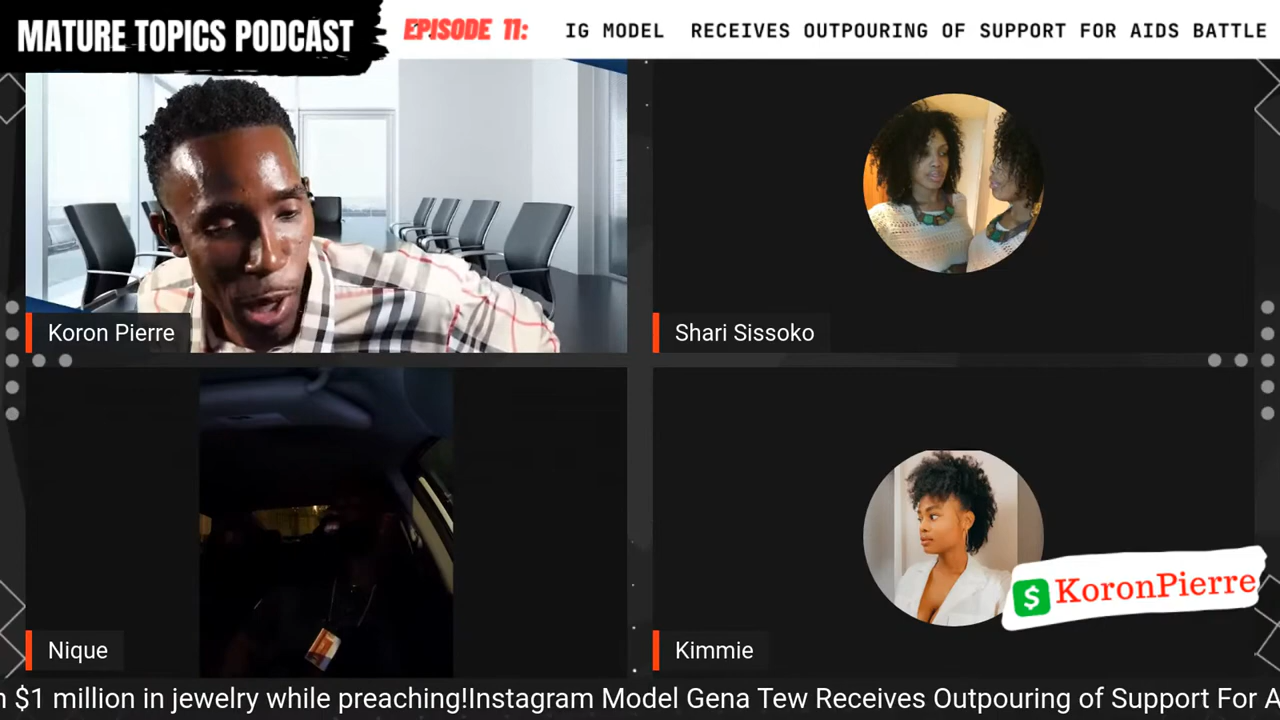 MATURE TOPICS PODCAST
EPISODE 11:
IG MODEL RECEIVES OUTPOURING OF SUPPORT FOR AIDS BATTLE
Koron Pierre
Shari Sissoko
Nique
Kimmie
$ KoronPierre
n $1 million in jewelry while preaching!Instagram Model Gena Tew Receives Outpouring of Support For A